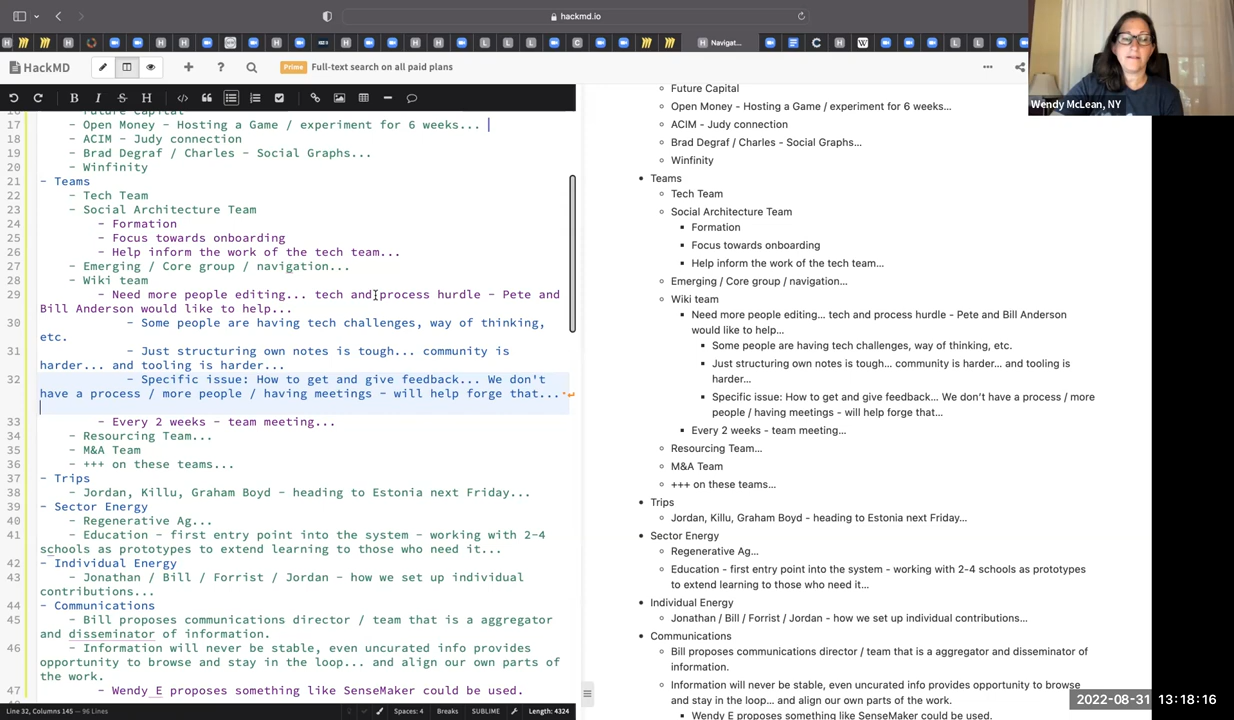 hackmd.io
Navigat...
HackMD
Prime Full-text search on all paid plans
Wendy McLean, NY
17 - Open Money - Hosting a Game / experiment for 6 weeks...
18 - ACIM - Judy connection
19 - Brad Degraf / Charles - Social Graphs...
20 - Winfinity
21 - Teams
22 - Tech Team
23 - Social Architecture Team
24 - Formation
25 - Focus towards onboarding
26 - Help inform the work of the tech team...
27 - Emerging / Core group / navigation...
28 - Wiki team
29 - Need more people editing... tech and process hurdle - Pete and
Bill Anderson would like to help...
30 - Some people are having tech challenges, way of thinking,
etc.
31 - Just structuring own notes is tough... community is
harder... and tooling is harder...
32 - Specific issue: How to get and give feedback... We don't
have a process / more people / having meetings - will help forge that...
33 - Every 2 weeks - team meeting...
34 - Resourcing Team...
35 - M&A Team
36 - +++ on these teams...
37 - Trips
38 - Jordan, Killu, Graham Boyd - heading to Estonia next Friday...
39 - Sector Energy
40 - Regenerative Ag...
41 - Education - first entry point into the system - working with 2-4
schools as prototypes to extend learning to those who need it...
42 - Individual Energy
43 - Jonathan / Bill / Forrist / Jordan - how we set up individual
contributions...
44 - Communications
45 - Bill proposes communications director / team that is a aggregator
and disseminator of information.
46 - Information will never be stable, even uncurated info provides
opportunity to browse and stay in the loop... and align our own parts of
the work.
47 - Wendy E proposes something like SenseMaker could be used.
Line 32, Columns 145 — 96 Lines
Spaces: 4
Breaks
SUBLIME
Length: 4324
Future Capital
Open Money - Hosting a Game / experiment for 6 weeks…
ACIM - Judy connection
Brad Degraf / Charles - Social Graphs…
Winfinity
Teams
Tech Team
Social Architecture Team
Formation
Focus towards onboarding
Help inform the work of the tech team…
Emerging / Core group / navigation…
Wiki team
Need more people editing… tech and process hurdle - Pete and Bill Anderson
would like to help…
Some people are having tech challenges, way of thinking, etc.
Just structuring own notes is tough… community is harder… and tooling is
harder…
Specific issue: How to get and give feedback… We don't have a process / more
people / having meetings - will help forge that…
Every 2 weeks - team meeting…
Resourcing Team…
M&A Team
+++ on these teams…
Trips
Jordan, Killu, Graham Boyd - heading to Estonia next Friday…
Sector Energy
Regenerative Ag…
Education - first entry point into the system - working with 2-4 schools as prototypes
to extend learning to those who need it…
Individual Energy
Jonathan / Bill / Forrist / Jordan - how we set up individual contributions…
Communications
Bill proposes communications director / team that is a aggregator and disseminator of
information.
Information will never be stable, even uncurated info provides opportunity to browse
and stay in the loop… and align our own parts of the work.
Wendy E proposes something like SenseMaker could be used.
2022-08-31 13:18:16